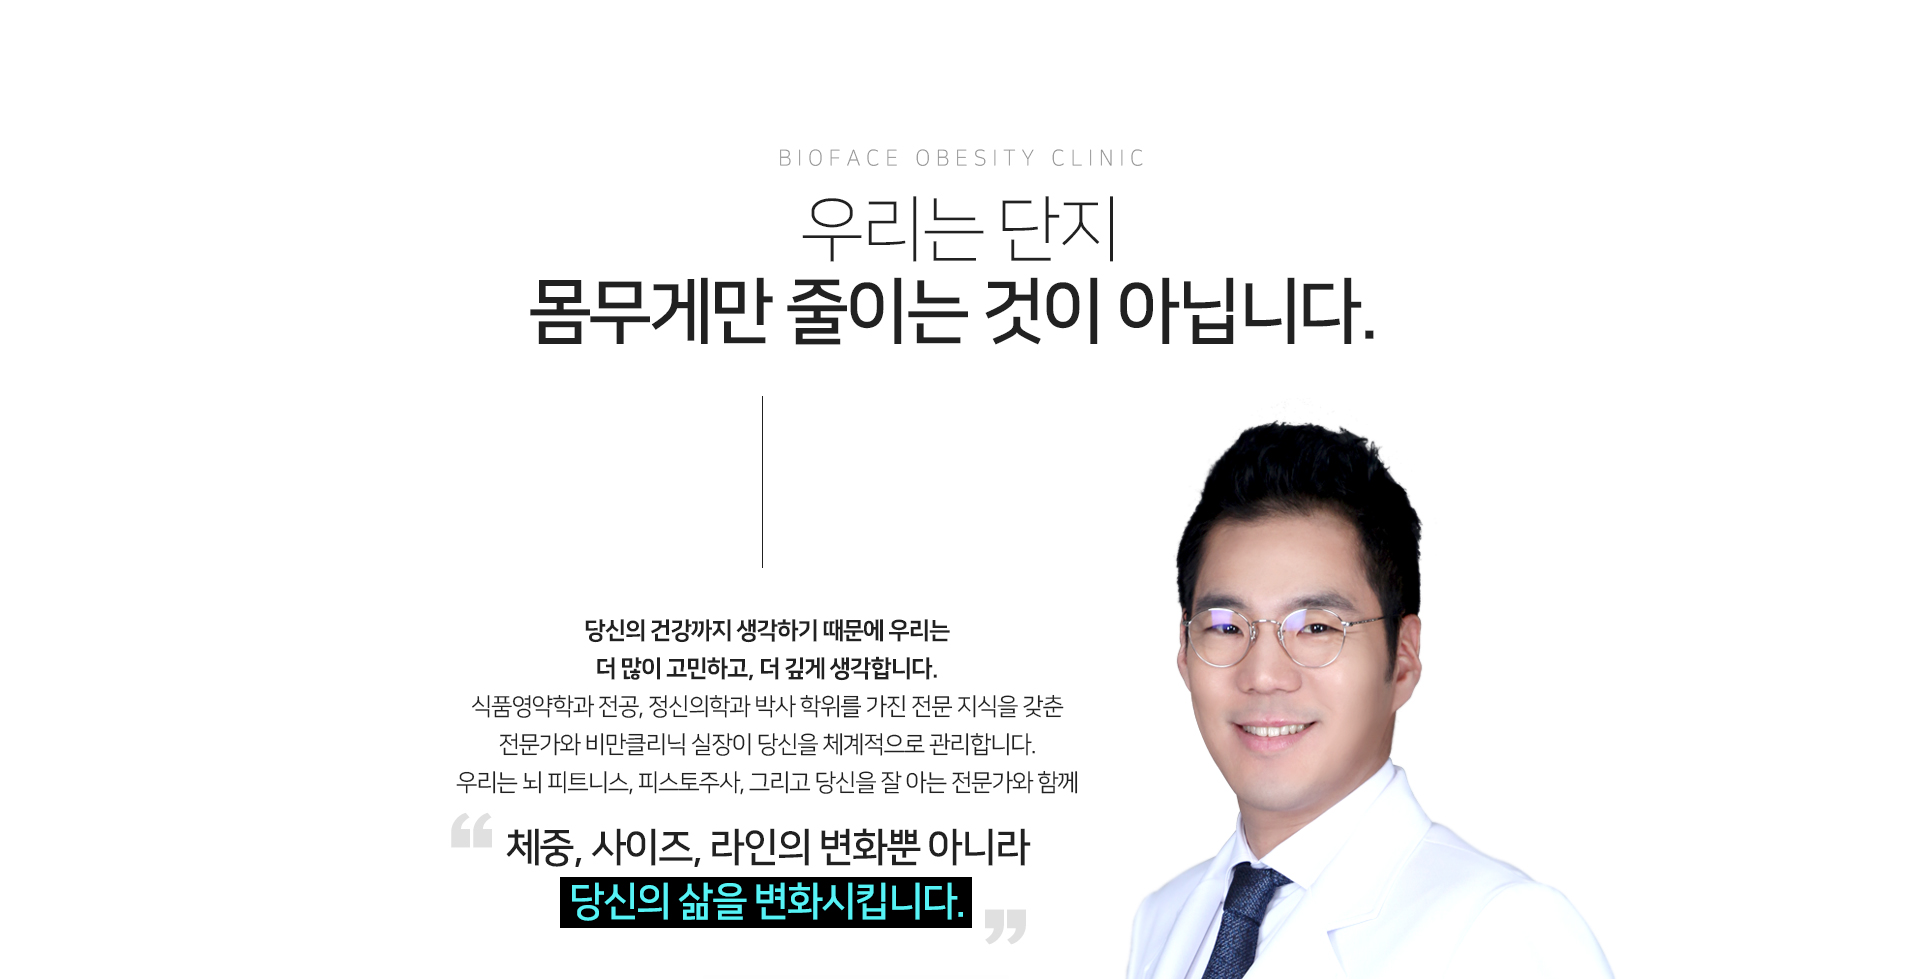 BIOFACE OBESITY CLINIC
우리는 단지
몸무게만 줄이는 것이 아닙니다.
당신의 건강까지 생각하기 때문에 우리는
더 많이 고민하고, 더 깊게 생각합니다.
식품영약학과 전공, 정신의학과 박사 학위를 가진 전문 지식을 갖춘
전문가와 비만클리닉 실장이 당신을 체계적으로 관리합니다.
우리는 뇌 피트니스, 피스토주사, 그리고 당신을 잘 아는 전문가와 함께
“ 체중, 사이즈, 라인의 변화뿐 아니라
당신의 삶을 변화시킵니다. ”